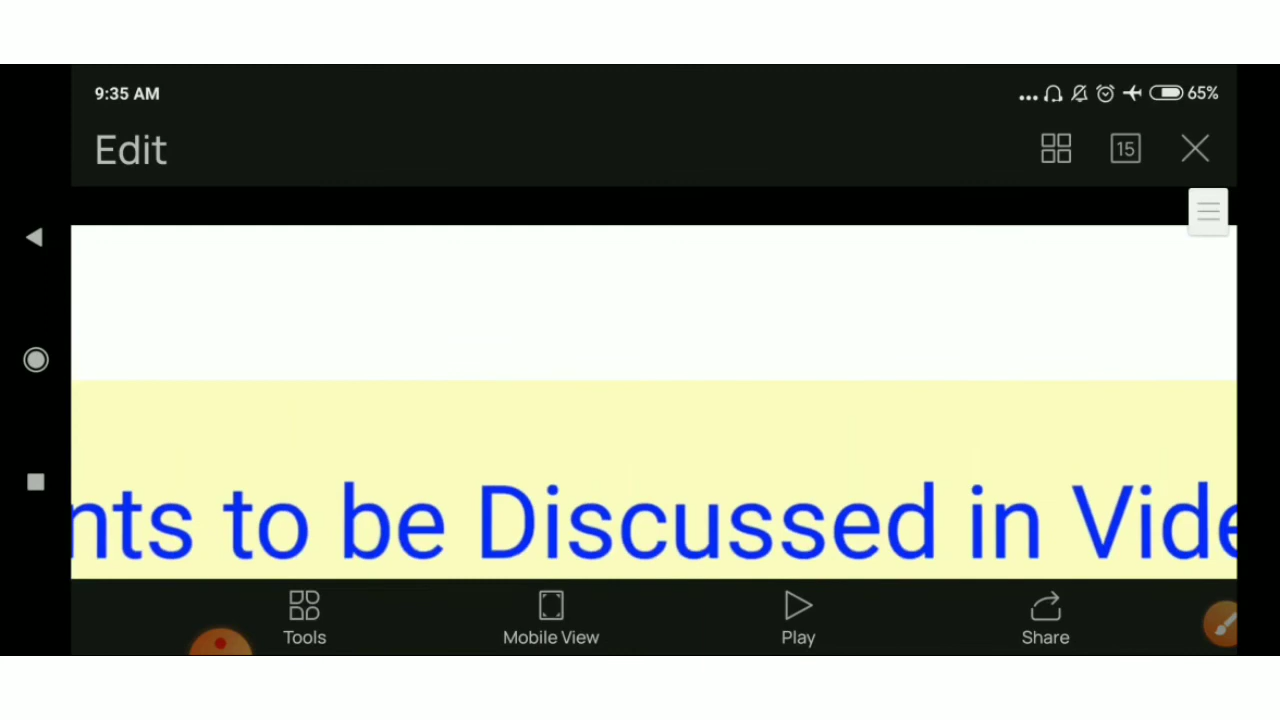 9:35 AM
65%
Edit
15
nts to be Discussed in Vide
Tools
Mobile View
Play
Share